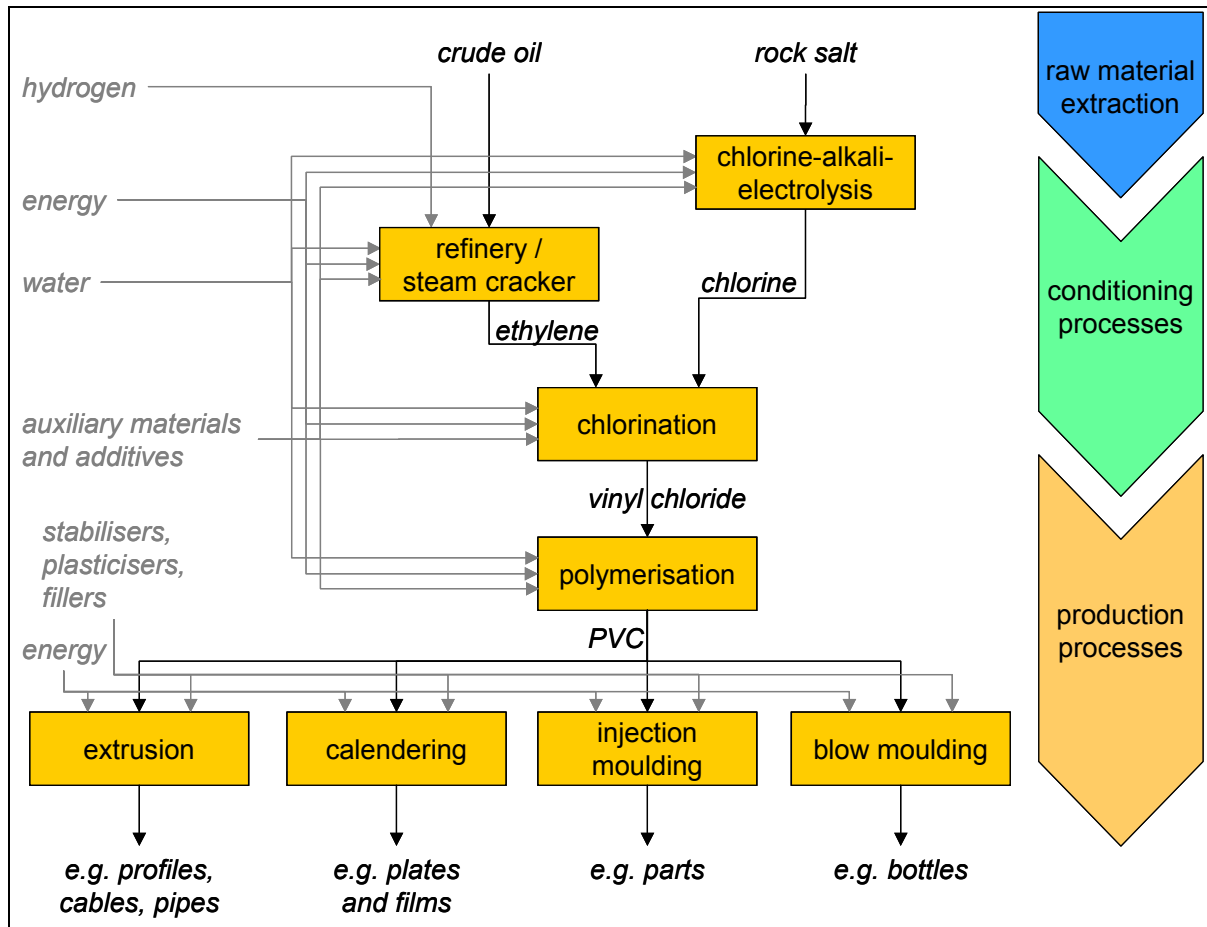 crude oil
rock salt
raw material
extraction
hydrogen
chlorine-alkali-
electrolysis
energy
refinery /
steam cracker
water
chlorine
conditioning
processes
ethylene
auxiliary materials
and additives
chlorination
vinyl chloride
stabilisers,
plasticisers,
fillers
polymerisation
production
processes
PVC
energy
extrusion
calendering
injection
moulding
blow moulding
e.g. profiles,
cables, pipes
e.g. plates
and films
e.g. parts
e.g. bottles